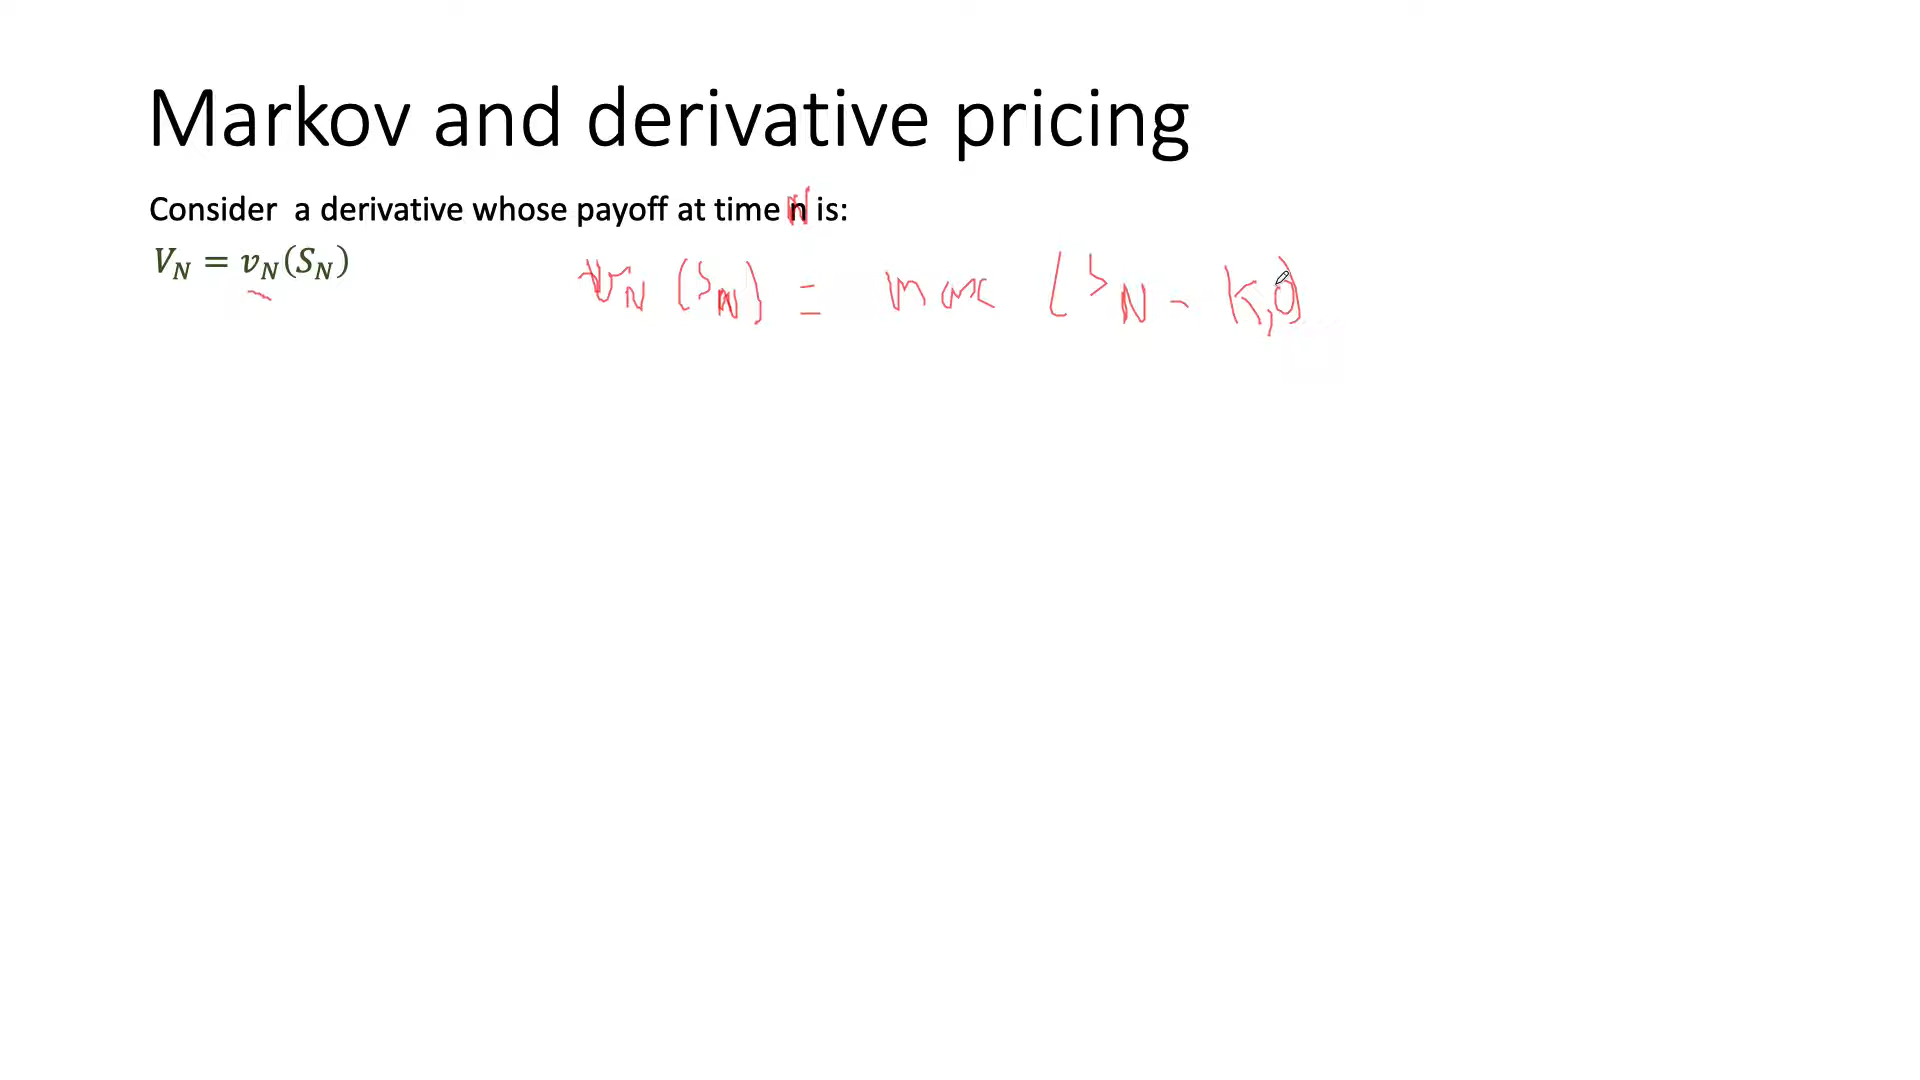 Markov and derivative pricing
Consider a derivative whose payoff at time N is:
V_N = v_N(S_N)
v_N (S_N) = max (S_N - K,0)